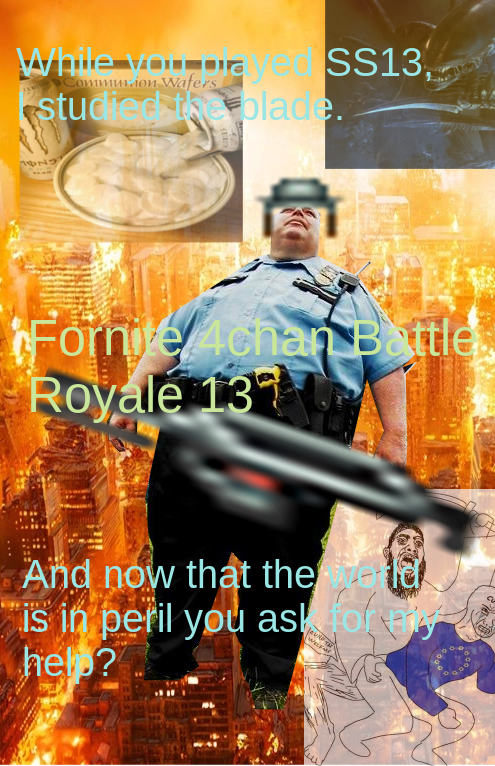 While you played SS13,
Communion Wafers
I studied the blade.
Fornite 4chan Battle
Royale 13
And now that the world
is in peril you ask for my
help?